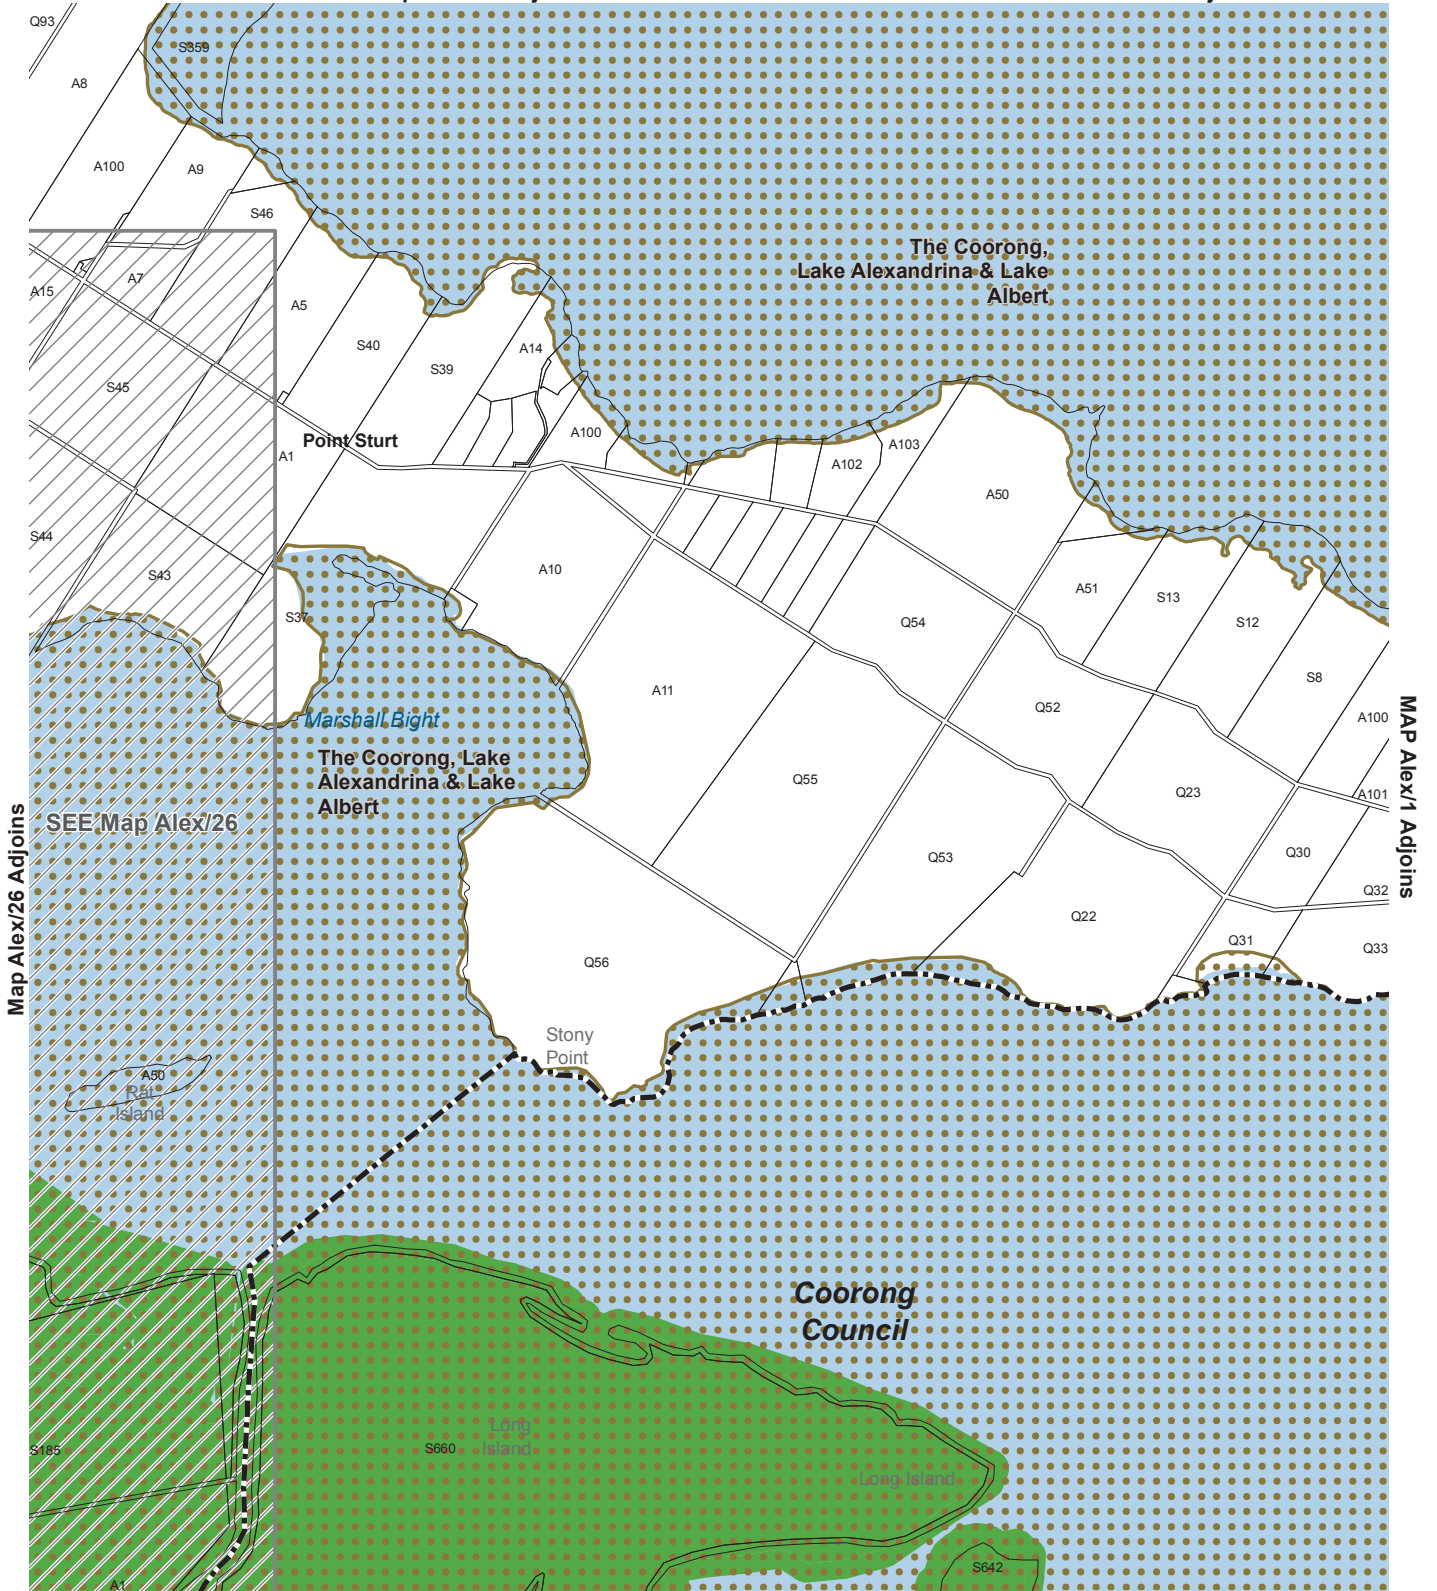 Q93
S359
A8
A100
A9
S46
The Coorong,
Lake Alexandrina & Lake
Albert
A7
A15
A5
S40
A14
S39
S45
A100
Point Sturt
A103
A1
A102
A50
S44
A10
S43
A51
S13
S37
Q54
S12
S8
A11
Q52
A100
Marshall Bight
The Coorong, Lake
Alexandrina & Lake
Albert
Q55
Q23
A101
MAP Alex/1 Adjoins
SEE Map Alex/26
Map Alex/26 Adjoins
Q53
Q30
Q32
Q22
Q31
Q33
Q56
Stony
Point
A50
Rat
Island
Coorong
Council
Long
Island
S660
S185
Long Island
S642
A1